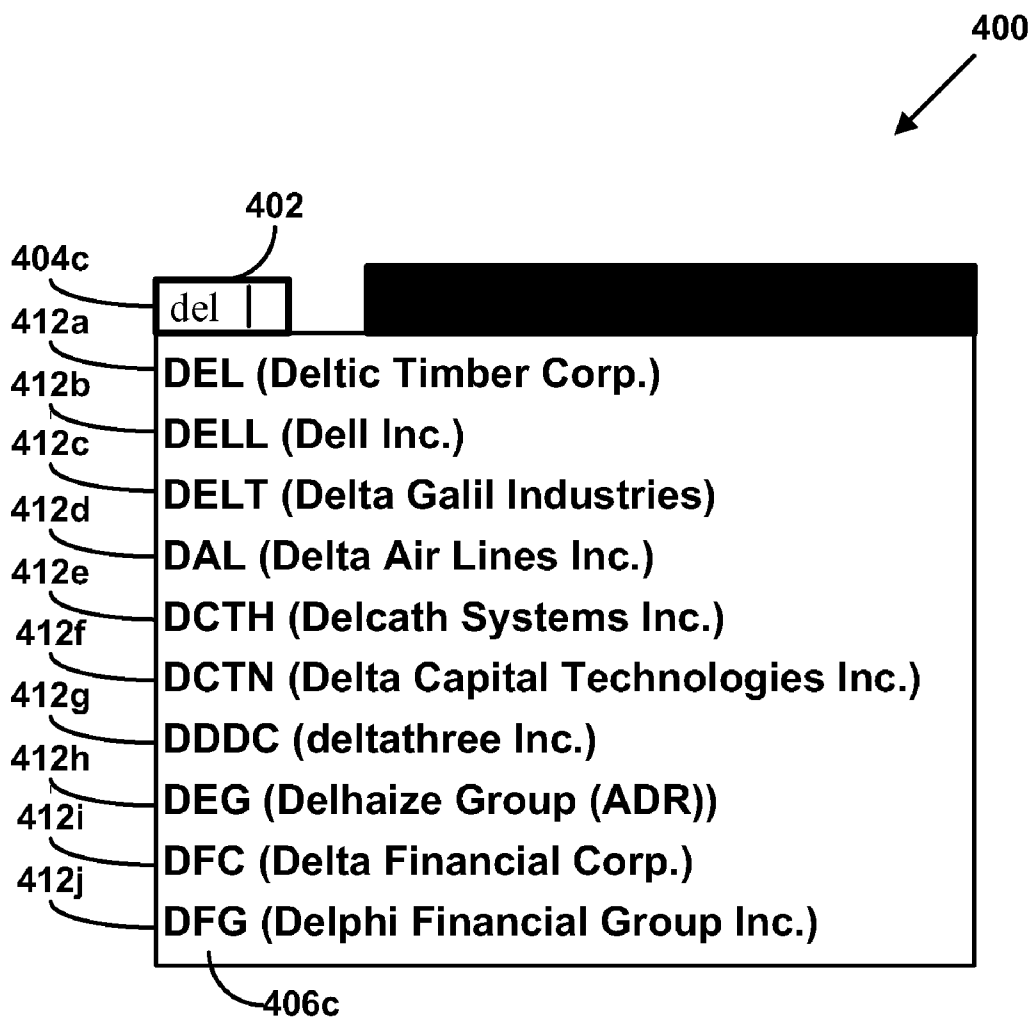 400
402
404c
del
412a
DEL (Deltic Timber Corp.)
412b
DELL (Dell Inc.)
412c
DELT (Delta Galil Industries)
412d
DAL (Delta Air Lines Inc.)
412e
DCTH (Delcath Systems Inc.)
412f
DCTN (Delta Capital Technologies Inc.)
412g
DDDC (deltathree Inc.)
412h
DEG (Delhaize Group (ADR))
412i
DFC (Delta Financial Corp.)
412j
DFG (Delphi Financial Group Inc.)
406c